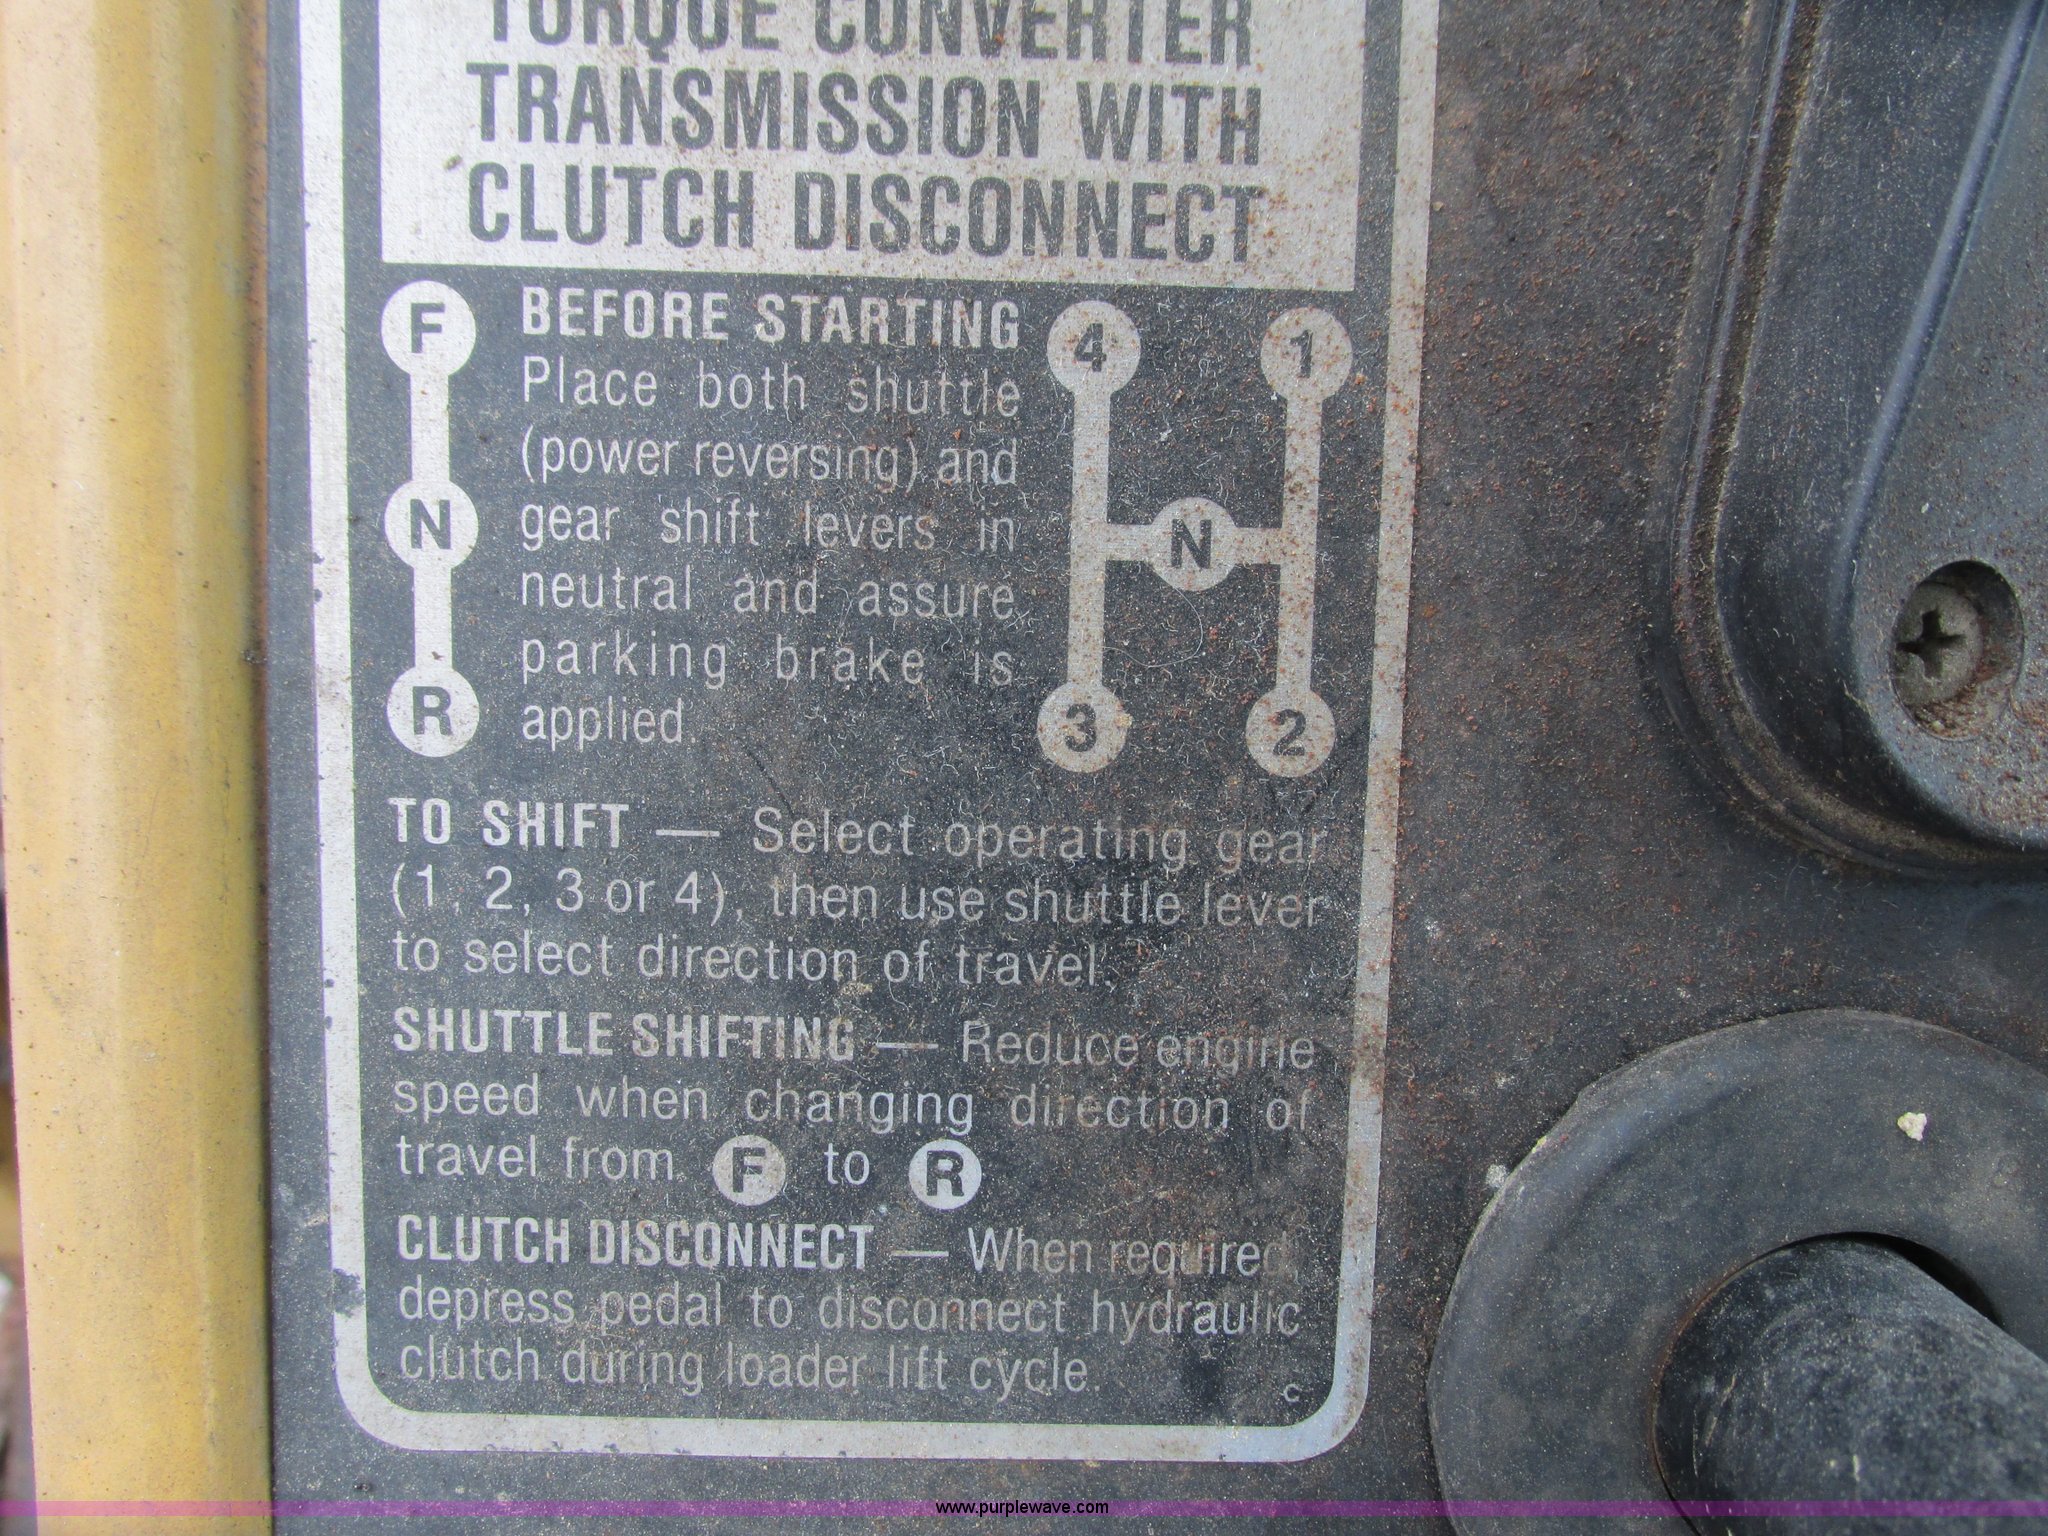 TORQUE CONVERTER
TRANSMISSION WITH
CLUTCH DISCONNECT
F
N
R
BEFORE STARTING
Place both shuttle
(power reversing) and
gear shift levers in
neutral and assure
parking brake is
applied.
4 1
N
3 2
TO SHIFT — Select operating gear
(1, 2, 3 or 4), then use shuttle lever
to select direction of travel.
SHUTTLE SHIFTING — Reduce engine
speed when changing direction of
travel from F to R
CLUTCH DISCONNECT — When required,
depress pedal to disconnect hydraulic
clutch during loader lift cycle.
C
www.purplewave.com